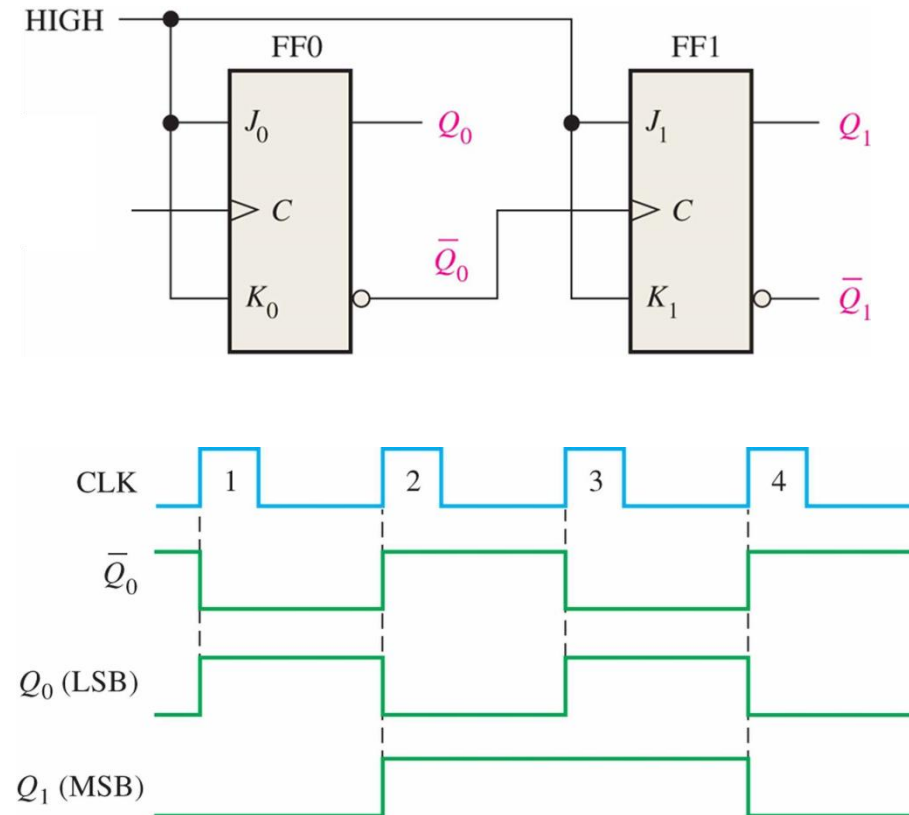 HIGH
FF0 FF1
J₀ Q₀ J₁ Q₁
C C
Q̅₀
K₀ K₁ Q̅₁
CLK 1 2 3 4
Q̅₀
Q₀ (LSB)
Q₁ (MSB)